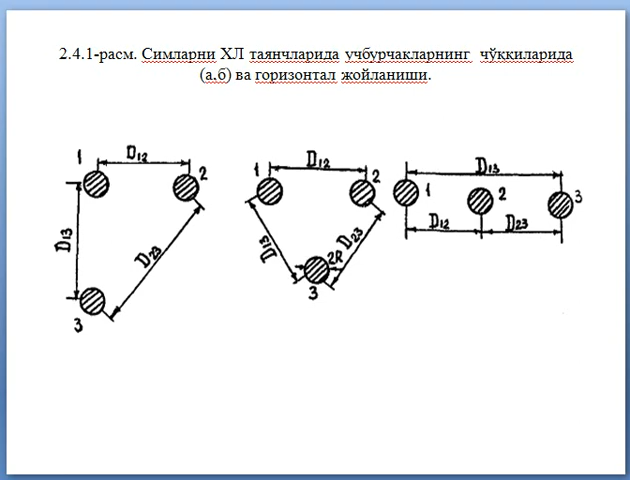 2.4.1-расм. Симларни ХЛ таянчларида учбурчакларнинг чўққиларида
(а.б) ва горизонтал жойланиши.
1 D12 2
D13 D23
3
1 D12 2
D13 2R D23
3
D13
1 2 3
D12 D23